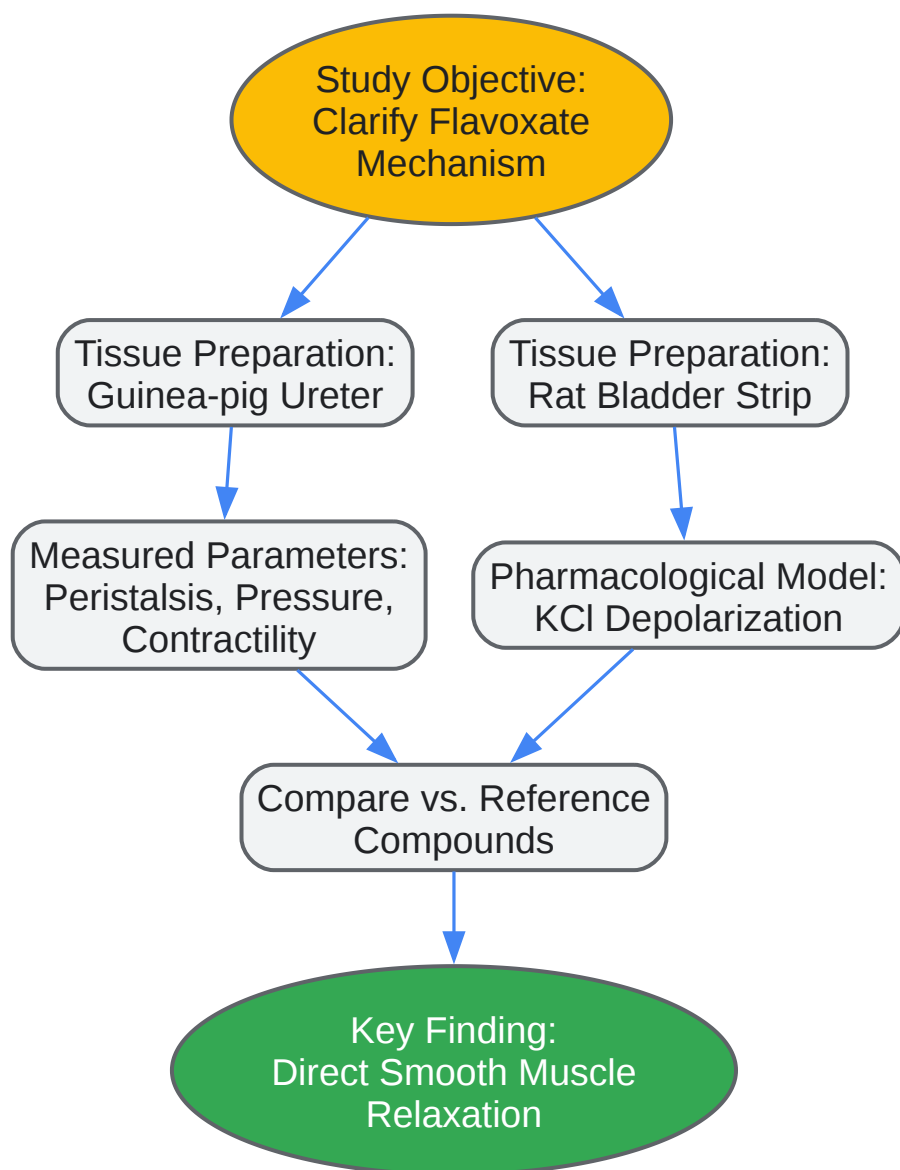 Study Objective:
Clarify Flavoxate
Mechanism
Tissue Preparation:
Guinea-pig Ureter
Tissue Preparation:
Rat Bladder Strip
Measured Parameters:
Peristalsis, Pressure,
Contractility
Pharmacological Model:
KCl Depolarization
Compare vs. Reference
Compounds
Key Finding:
Direct Smooth Muscle
Relaxation